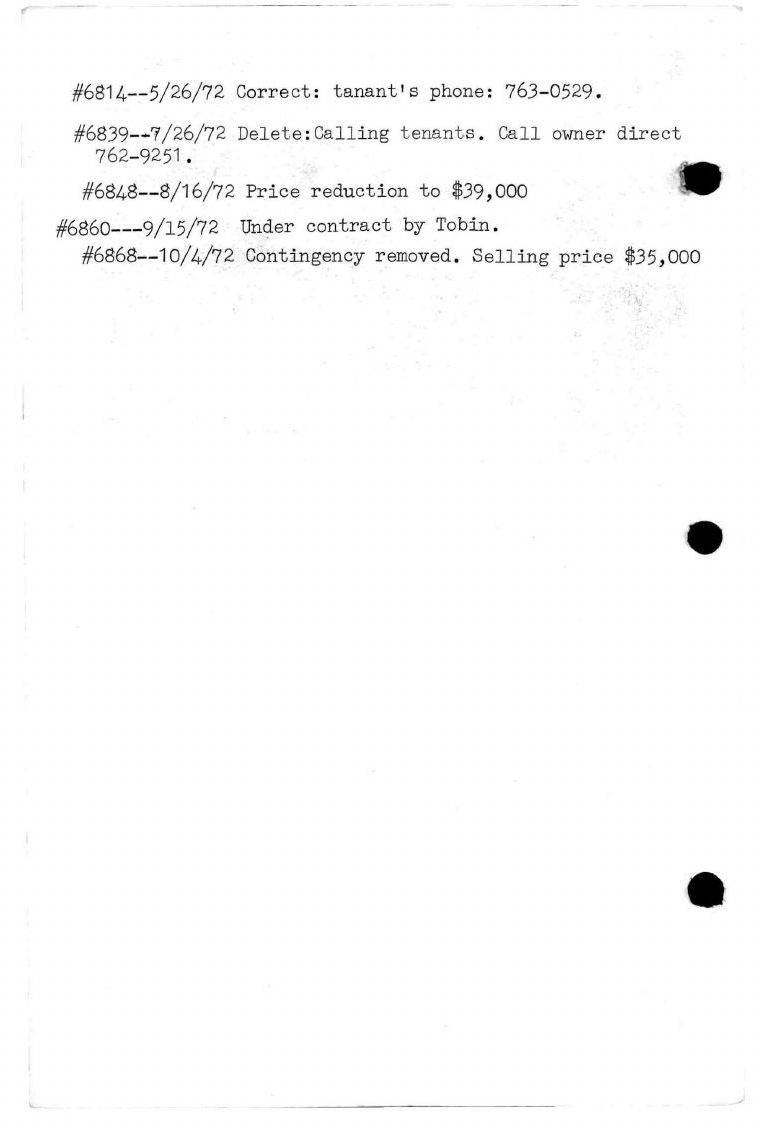 #6814--5/26/72 Correct: tanant's phone: 763-0529.
#6839--7/26/72 Delete:Calling tenants. Call owner direct
762-9251.
#6848--8/16/72 Price reduction to $39,000
#6860---9/15/72 Under contract by Tobin.
#6868--10/4/72 Contingency removed. Selling price $35,000